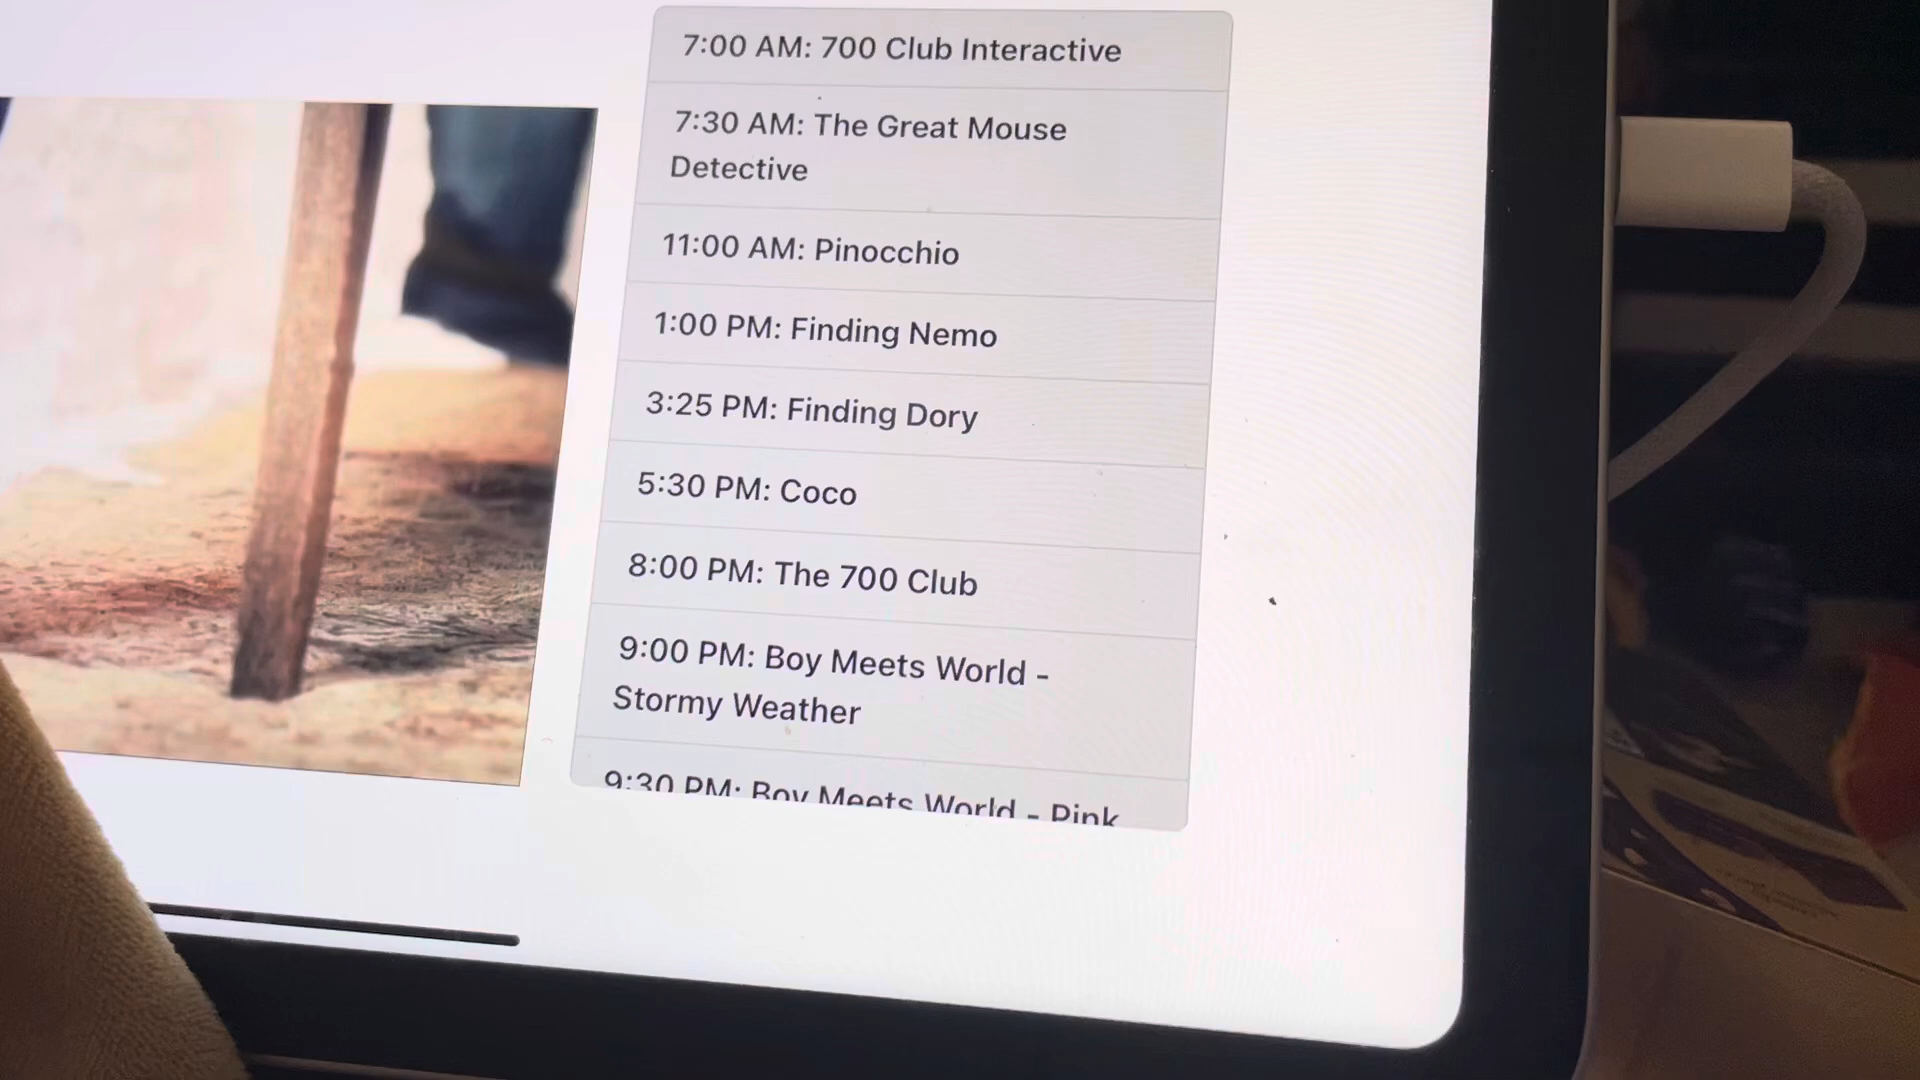 7:00 AM: 700 Club Interactive
7:30 AM: The Great Mouse
Detective
11:00 AM: Pinocchio
1:00 PM: Finding Nemo
3:25 PM: Finding Dory
5:30 PM: Coco
8:00 PM: The 700 Club
9:00 PM: Boy Meets World -
Stormy Weather
9:30 PM: Boy Meets World - Pink